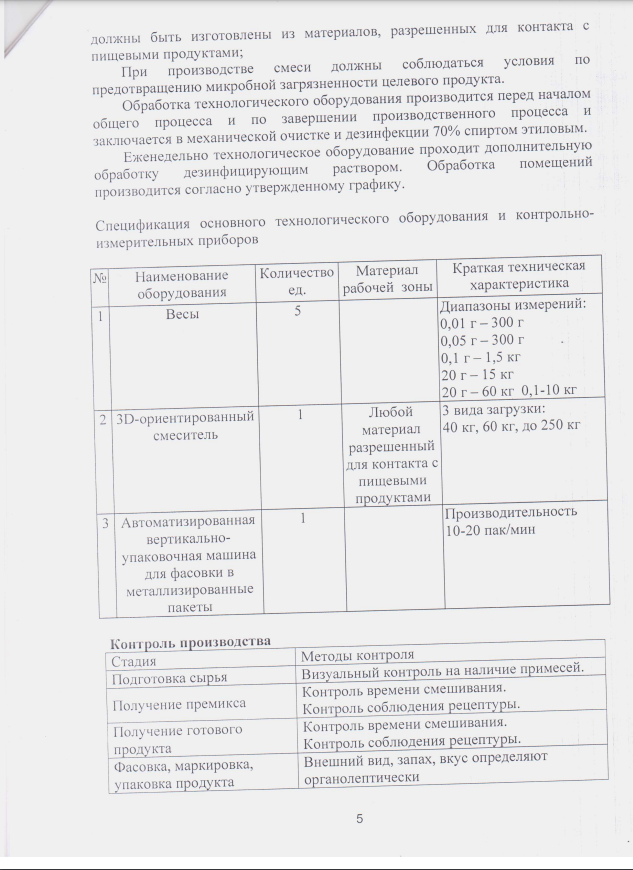 должны быть изготовлены из материалов, разрешенных для контакта с
пищевыми продуктами;
При производстве смеси должны соблюдаться условия по
предотвращению микробной загрязненности целевого продукта.
Обработка технологического оборудования производится перед началом
общего процесса и по завершении производственного процесса и
заключается в механической очистке и дезинфекции 70% спиртом этиловым.
Еженедельно технологическое оборудование проходит дополнительную
обработку дезинфицирующим раствором. Обработка помещений
производится согласно утвержденному графику.
Спецификация основного технологического оборудования и контрольно-
измерительных приборов
№ Наименование оборудования Количество ед. Материал рабочей зоны Краткая техническая характеристика
1 Весы 5 Диапазоны измерений:
0,01 г – 300 г
0,05 г – 300 г
0,1 г – 1,5 кг
20 г – 15 кг
20 г – 60 кг 0,1-10 кг
2 3D-ориентированный 1 Любой 3 вида загрузки:
смеситель материал 40 кг, 60 кг, до 250 кг
разрешенный
для контакта с
пищевыми
продуктами
3 Автоматизированная 1 Производительность
вертикально- 10-20 пак/мин
упаковочная машина
для фасовки в
металлизированные
пакеты
Контроль производства
Стадия Методы контроля
Подготовка сырья Визуальный контроль на наличие примесей.
Получение премикса Контроль времени смешивания.
Контроль соблюдения рецептуры.
Получение готового Контроль времени смешивания.
продукта Контроль соблюдения рецептуры.
Фасовка, маркировка, Внешний вид, запах, вкус определяют
упаковка продукта органолептически
5